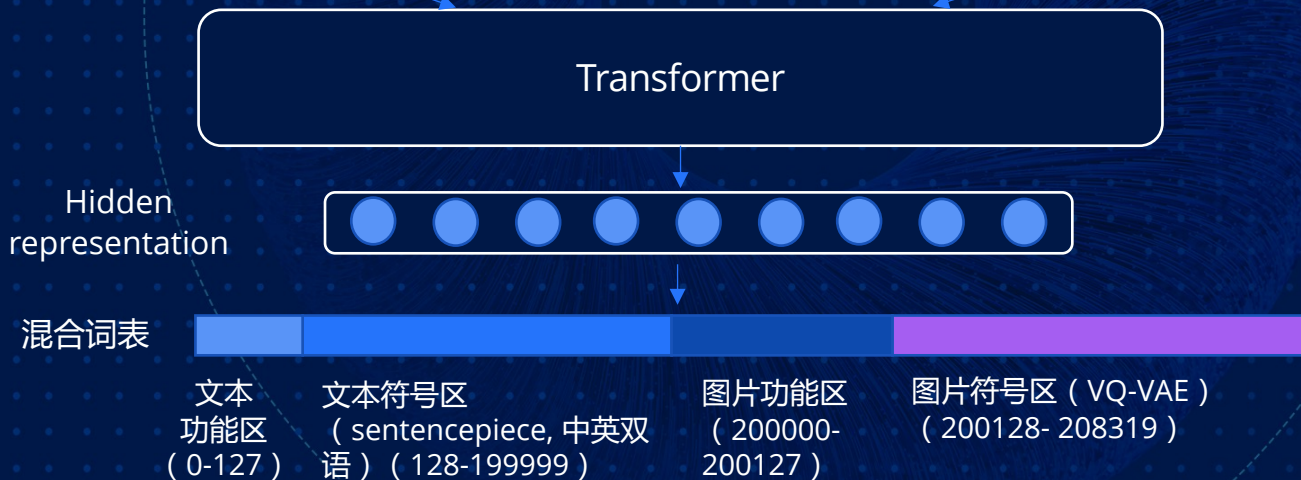 Transformer
Hidden
representation
混合词表
文本
功能区
（0-127）
文本符号区
（sentencepiece, 中英双
语）（128-199999）
图片功能区
（200000-
200127）
图片符号区（VQ-VAE）
（200128- 208319）